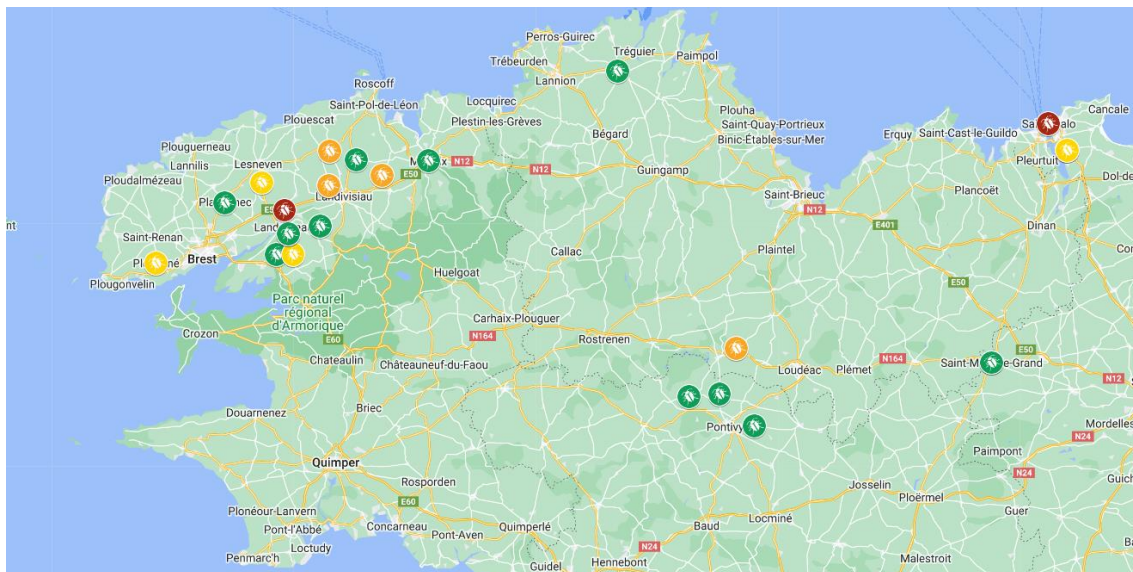 Perros-Guirec
Tréguier
Trébeurden
Paimpol
Lannion
Roscoff
Saint-Pol-de-Léon
Locquirec
Plouha
Cancale
Plouescat
Plestin-les-Grèves
Saint-Quay-Portrieux
Bégard
Erquy
Saint-Cast-le-Guildo
Plouguerneau
Binic-Étables-sur-Mer
Lannilis
Lesneven
N12
Pleurtuit
E50
N12
Guingamp
Ploudalmézeau
Landivisiau
Plancoët
Dol-de
Saint-Brieuc
N12
nt
E401
Dinan
Saint-Renan
Brest
Callac
Plaintel
Plougonvelin
Huelgoat
E50
Parc naturel
régional
d'Armorique
Carhaix-Plouguer
Crozon
E60
N164
Rostrenen
E50
Chateaulin
Châteauneuf-du-Faou
Loudéac
Plémet
N164
N12
Douarnenez
Briec
Pontivy
Mordelles
N24
Quimper
Paimpont
Rosporden
N24
Josselin
Ploërmel
Guer
Plonéour-Lanvern
E60
Pont-l'Abbé
Concarneau
Pont-Aven
Quimperlé
Baud
Locminé
Loctudy
N24
Penmarc'h
Guidel
Hennebont
Malestroit